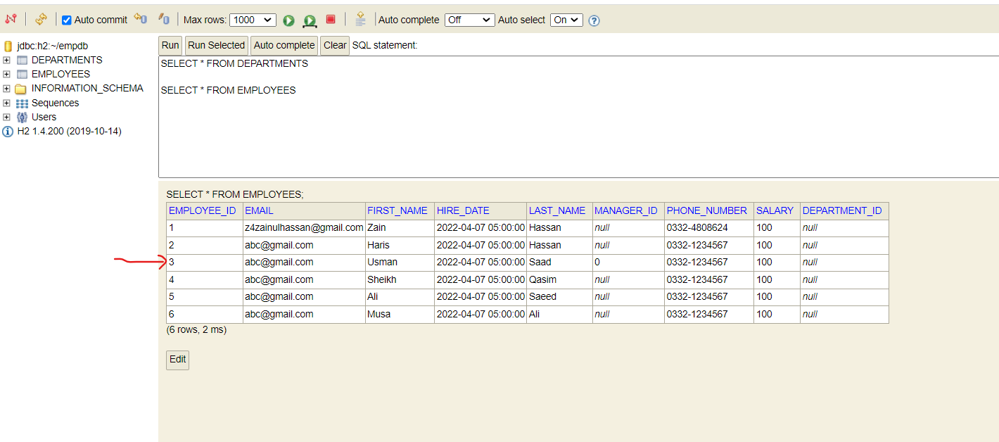 Auto commit Max rows: 1000 Auto complete Off Auto select On
jdbc:h2:~/empdb
DEPARTMENTS
EMPLOYEES
INFORMATION_SCHEMA
Sequences
Users
H2 1.4.200 (2019-10-14)
Run Run Selected Auto complete Clear SQL statement:
SELECT * FROM DEPARTMENTS
SELECT * FROM EMPLOYEES
SELECT * FROM EMPLOYEES;
EMPLOYEE_ID EMAIL FIRST_NAME HIRE_DATE LAST_NAME MANAGER_ID PHONE_NUMBER SALARY DEPARTMENT_ID
1 z4zainulhassan@gmail.com Zain 2022-04-07 05:00:00 Hassan null 0332-4808624 100 null
2 abc@gmail.com Haris 2022-04-07 05:00:00 Hassan null 0332-1234567 100 null
3 abc@gmail.com Usman 2022-04-07 05:00:00 Saad 0 0332-1234567 100 null
4 abc@gmail.com Sheikh 2022-04-07 05:00:00 Qasim null 0332-1234567 100 null
5 abc@gmail.com Ali 2022-04-07 05:00:00 Saeed null 0332-1234567 100 null
6 abc@gmail.com Musa 2022-04-07 05:00:00 Ali null 0332-1234567 100 null
(6 rows, 2 ms)
Edit